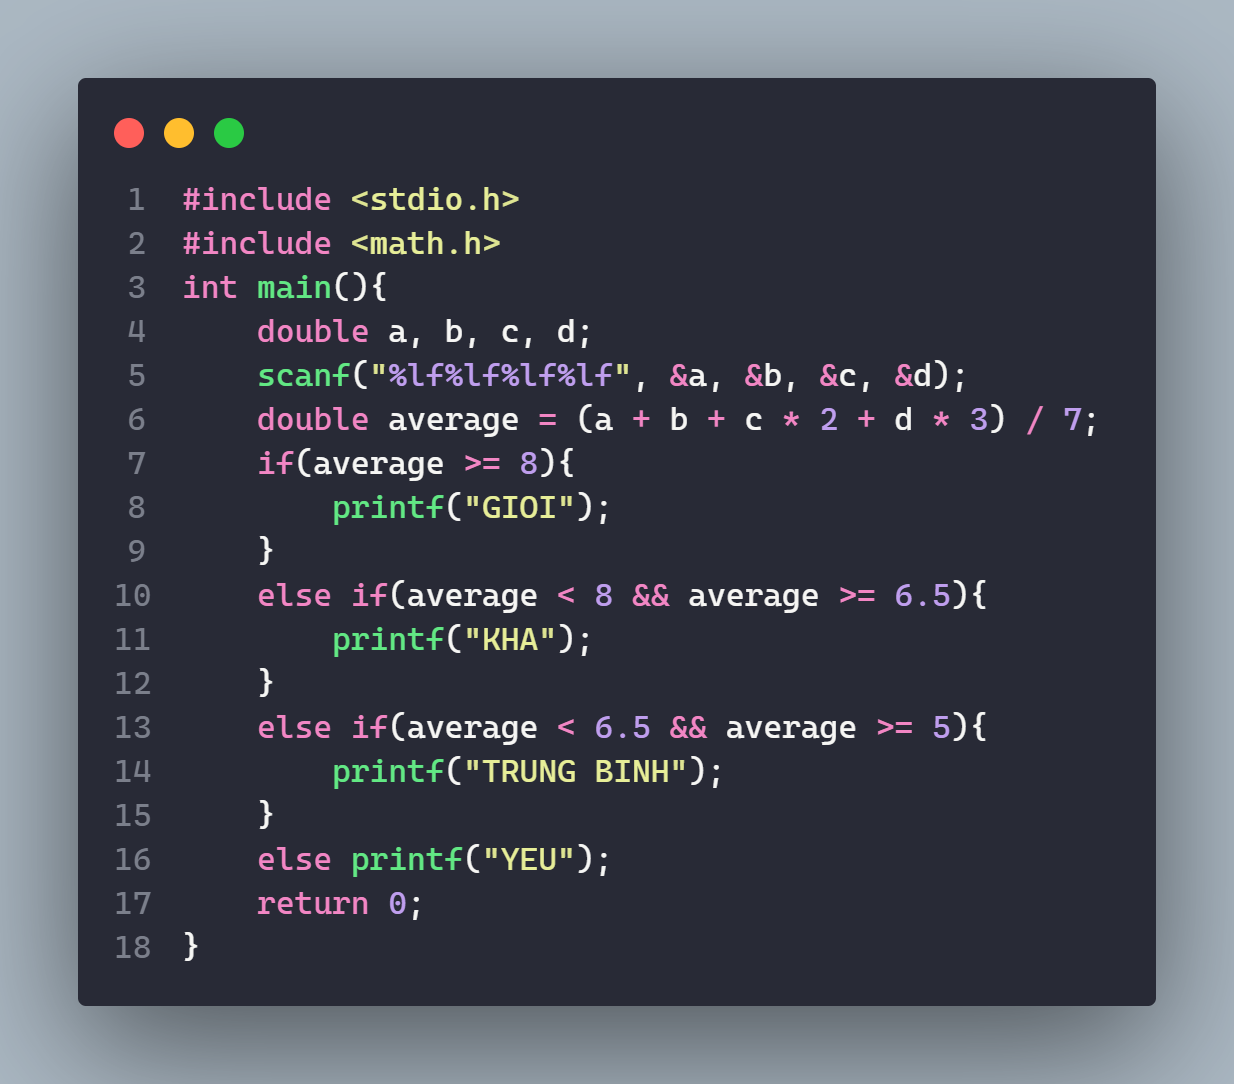 1 #include <stdio.h>
2 #include <math.h>
3 int main(){
4     double a, b, c, d;
5     scanf("%lf%lf%lf%lf", &a, &b, &c, &d);
6     double average = (a + b + c * 2 + d * 3) / 7;
7     if(average >= 8){
8         printf("GIOI");
9     }
10     else if(average < 8 && average >= 6.5){
11         printf("KHA");
12     }
13     else if(average < 6.5 && average >= 5){
14         printf("TRUNG BINH");
15     }
16     else printf("YEU");
17     return 0;
18 }